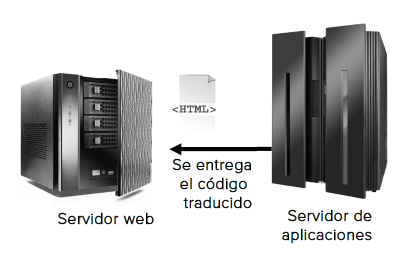 <HTML>
Se entrega
el código
traducido
Servidor web
Servidor de
aplicaciones